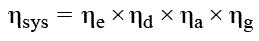 ηsys = ηe × ηd × ηa × ηg